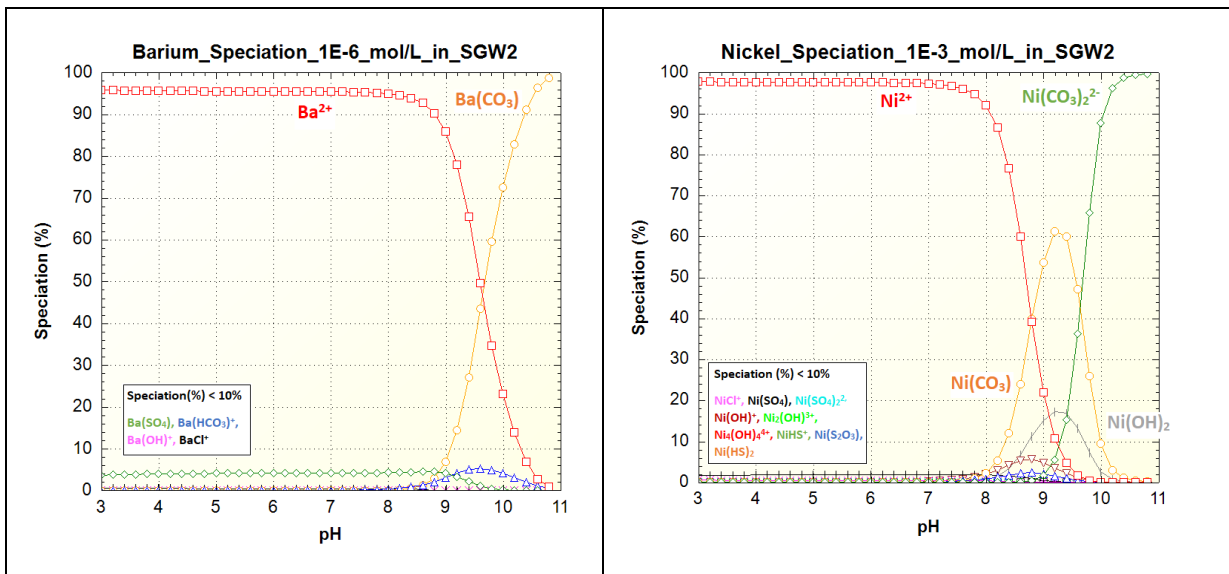 Barium_Speciation_1E-6_mol/L_in_SGW2
100
90
80
70
60
50
40
30
20
10
0
Speciation (%)
Ba²⁺
Ba(CO₃)
Speciation(%) < 10%
Ba(SO₄), Ba(HCO₃)⁺,
Ba(OH)⁺, BaCl⁺
3 4 5 6 7 8 9 10 11
pH
Nickel_Speciation_1E-3_mol/L_in_SGW2
100
90
80
70
60
50
40
30
20
10
0
Speciation (%)
Ni²⁺
Ni(CO₃)₂²⁻
Ni(CO₃)
Ni(OH)₂
Speciation (%) < 10%
NiCl⁺, Ni(SO₄), Ni(SO₄)₂²⁻
Ni(OH)⁺, Ni₂(OH)³⁺,
Ni₄(OH)₄⁴⁺, NiHS⁺, Ni(S₂O₃),
Ni(HS)₂
3 4 5 6 7 8 9 10 11
pH